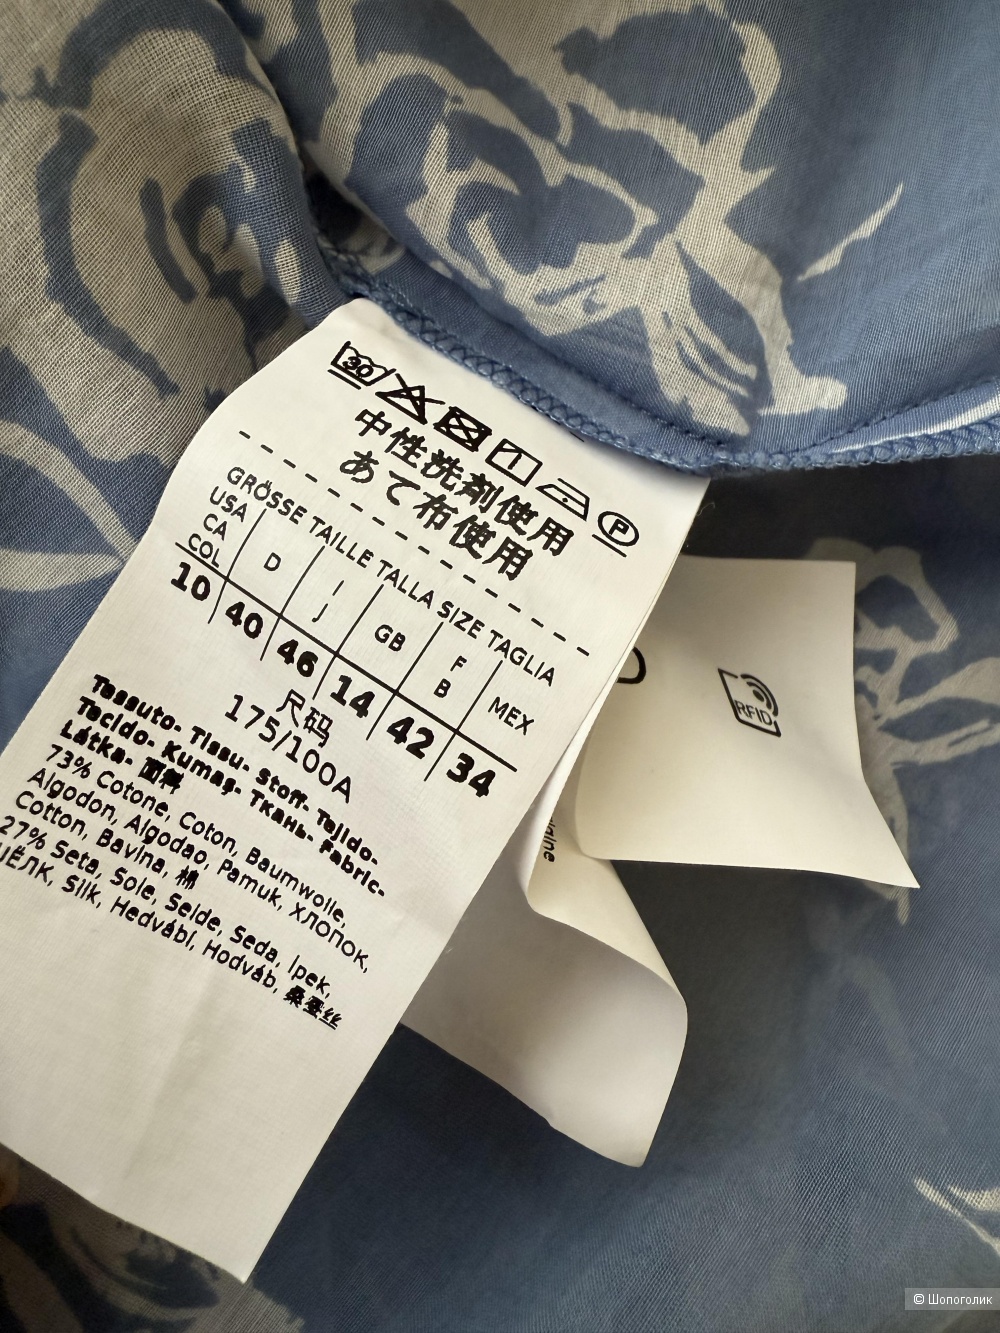 30
中性洗剤使用
あて布使用
P
GRÖSSE TAILLE TALLA SIZE TAGLIA
USA CA COL
D
I J
GB
F B
MEX
10 40 46 14 42 34
尺码
175/100A
Tessuto- Tissu- Stoff- Tejido-
Tecido- Kumaş- Ткань- Fabric-
Látka- 面料
73% Cotone, Coton, Baumwolle,
Algodon, Algodao, Pamuk, ХЛОПОК,
Cotton, Bavlna, 棉
27% Seta, Soie, Seide, Seda, İpek,
ШЁЛК, Silk, Hedvábí, Hodváb, 桑蚕丝
RFID
© Шопоголик